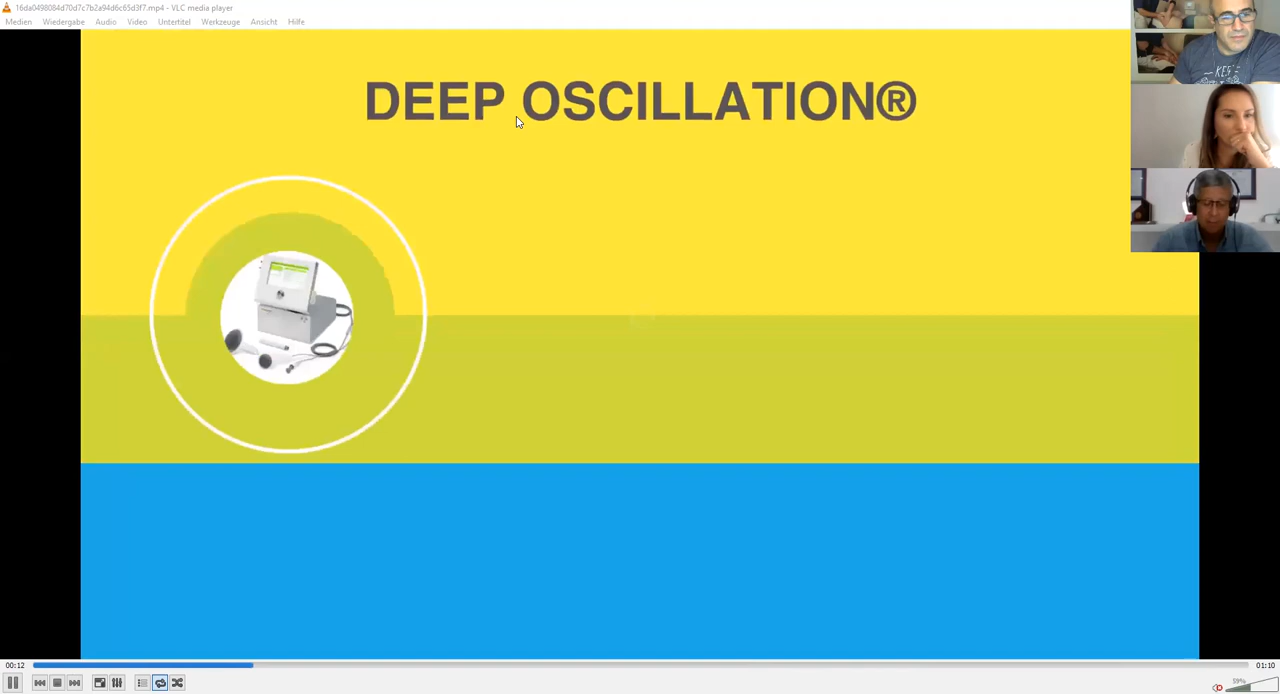 16da0498084d70d7c7b2a94d6c65d3f7.mp4 - VLC media player
Medien Wiedergabe Audio Video Untertitel Werkzeuge Ansicht Hilfe
DEEP OSCILLATION®
00:12
01:10